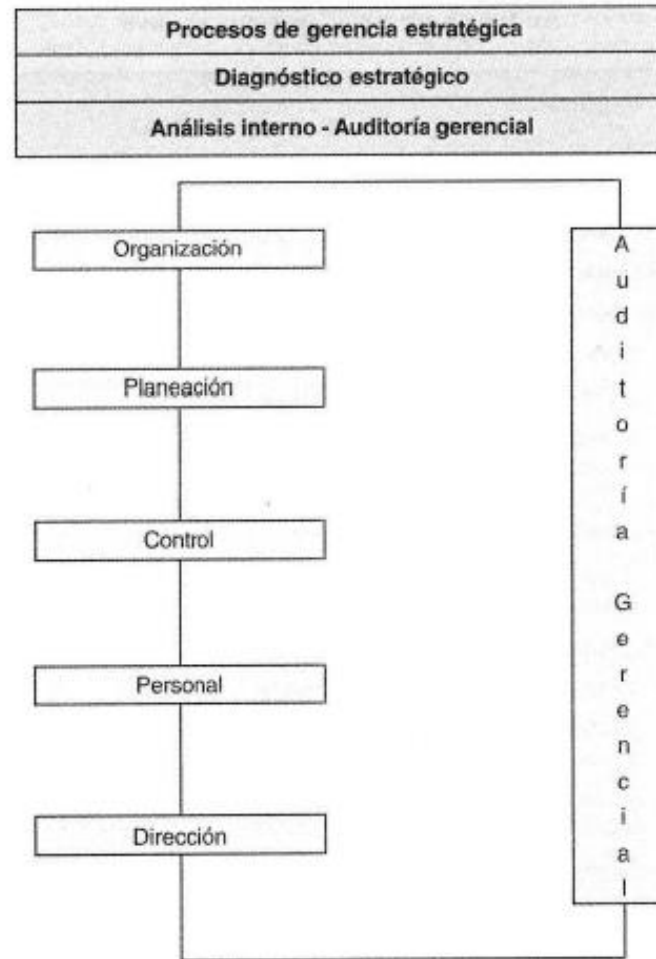 Procesos de gerencia estratégica
Diagnóstico estratégico
Análisis interno - Auditoría gerencial
Organización
Planeación
Control
Personal
Dirección
Auditoría Gerencial